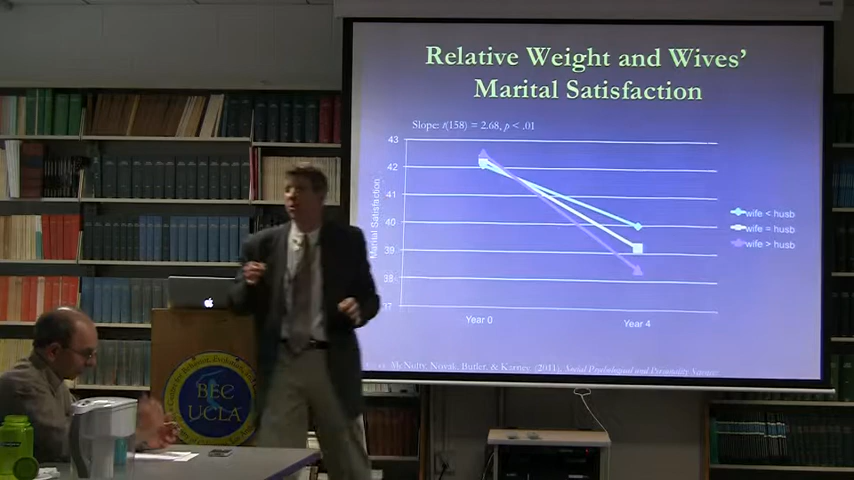 Relative Weight and Wives'
Marital Satisfaction
Slope: t(158) = 2.68, p < .01
43
42
41
40
39
38
37
Marital Satisfaction
Year 0
Year 4
wife < husb
wife = husb
wife > husb
McNulty, Novak, Butler, & Karney (2011), Social Psychological and Personality Science
BEC
UCLA